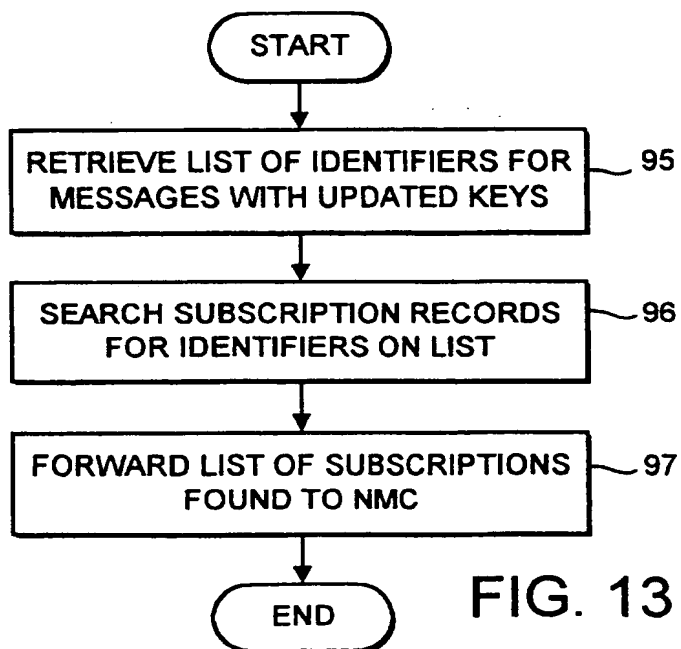 START
RETRIEVE LIST OF IDENTIFIERS FOR
MESSAGES WITH UPDATED KEYS
95
SEARCH SUBSCRIPTION RECORDS
FOR IDENTIFIERS ON LIST
96
FORWARD LIST OF SUBSCRIPTIONS
FOUND TO NMC
97
END
FIG. 13